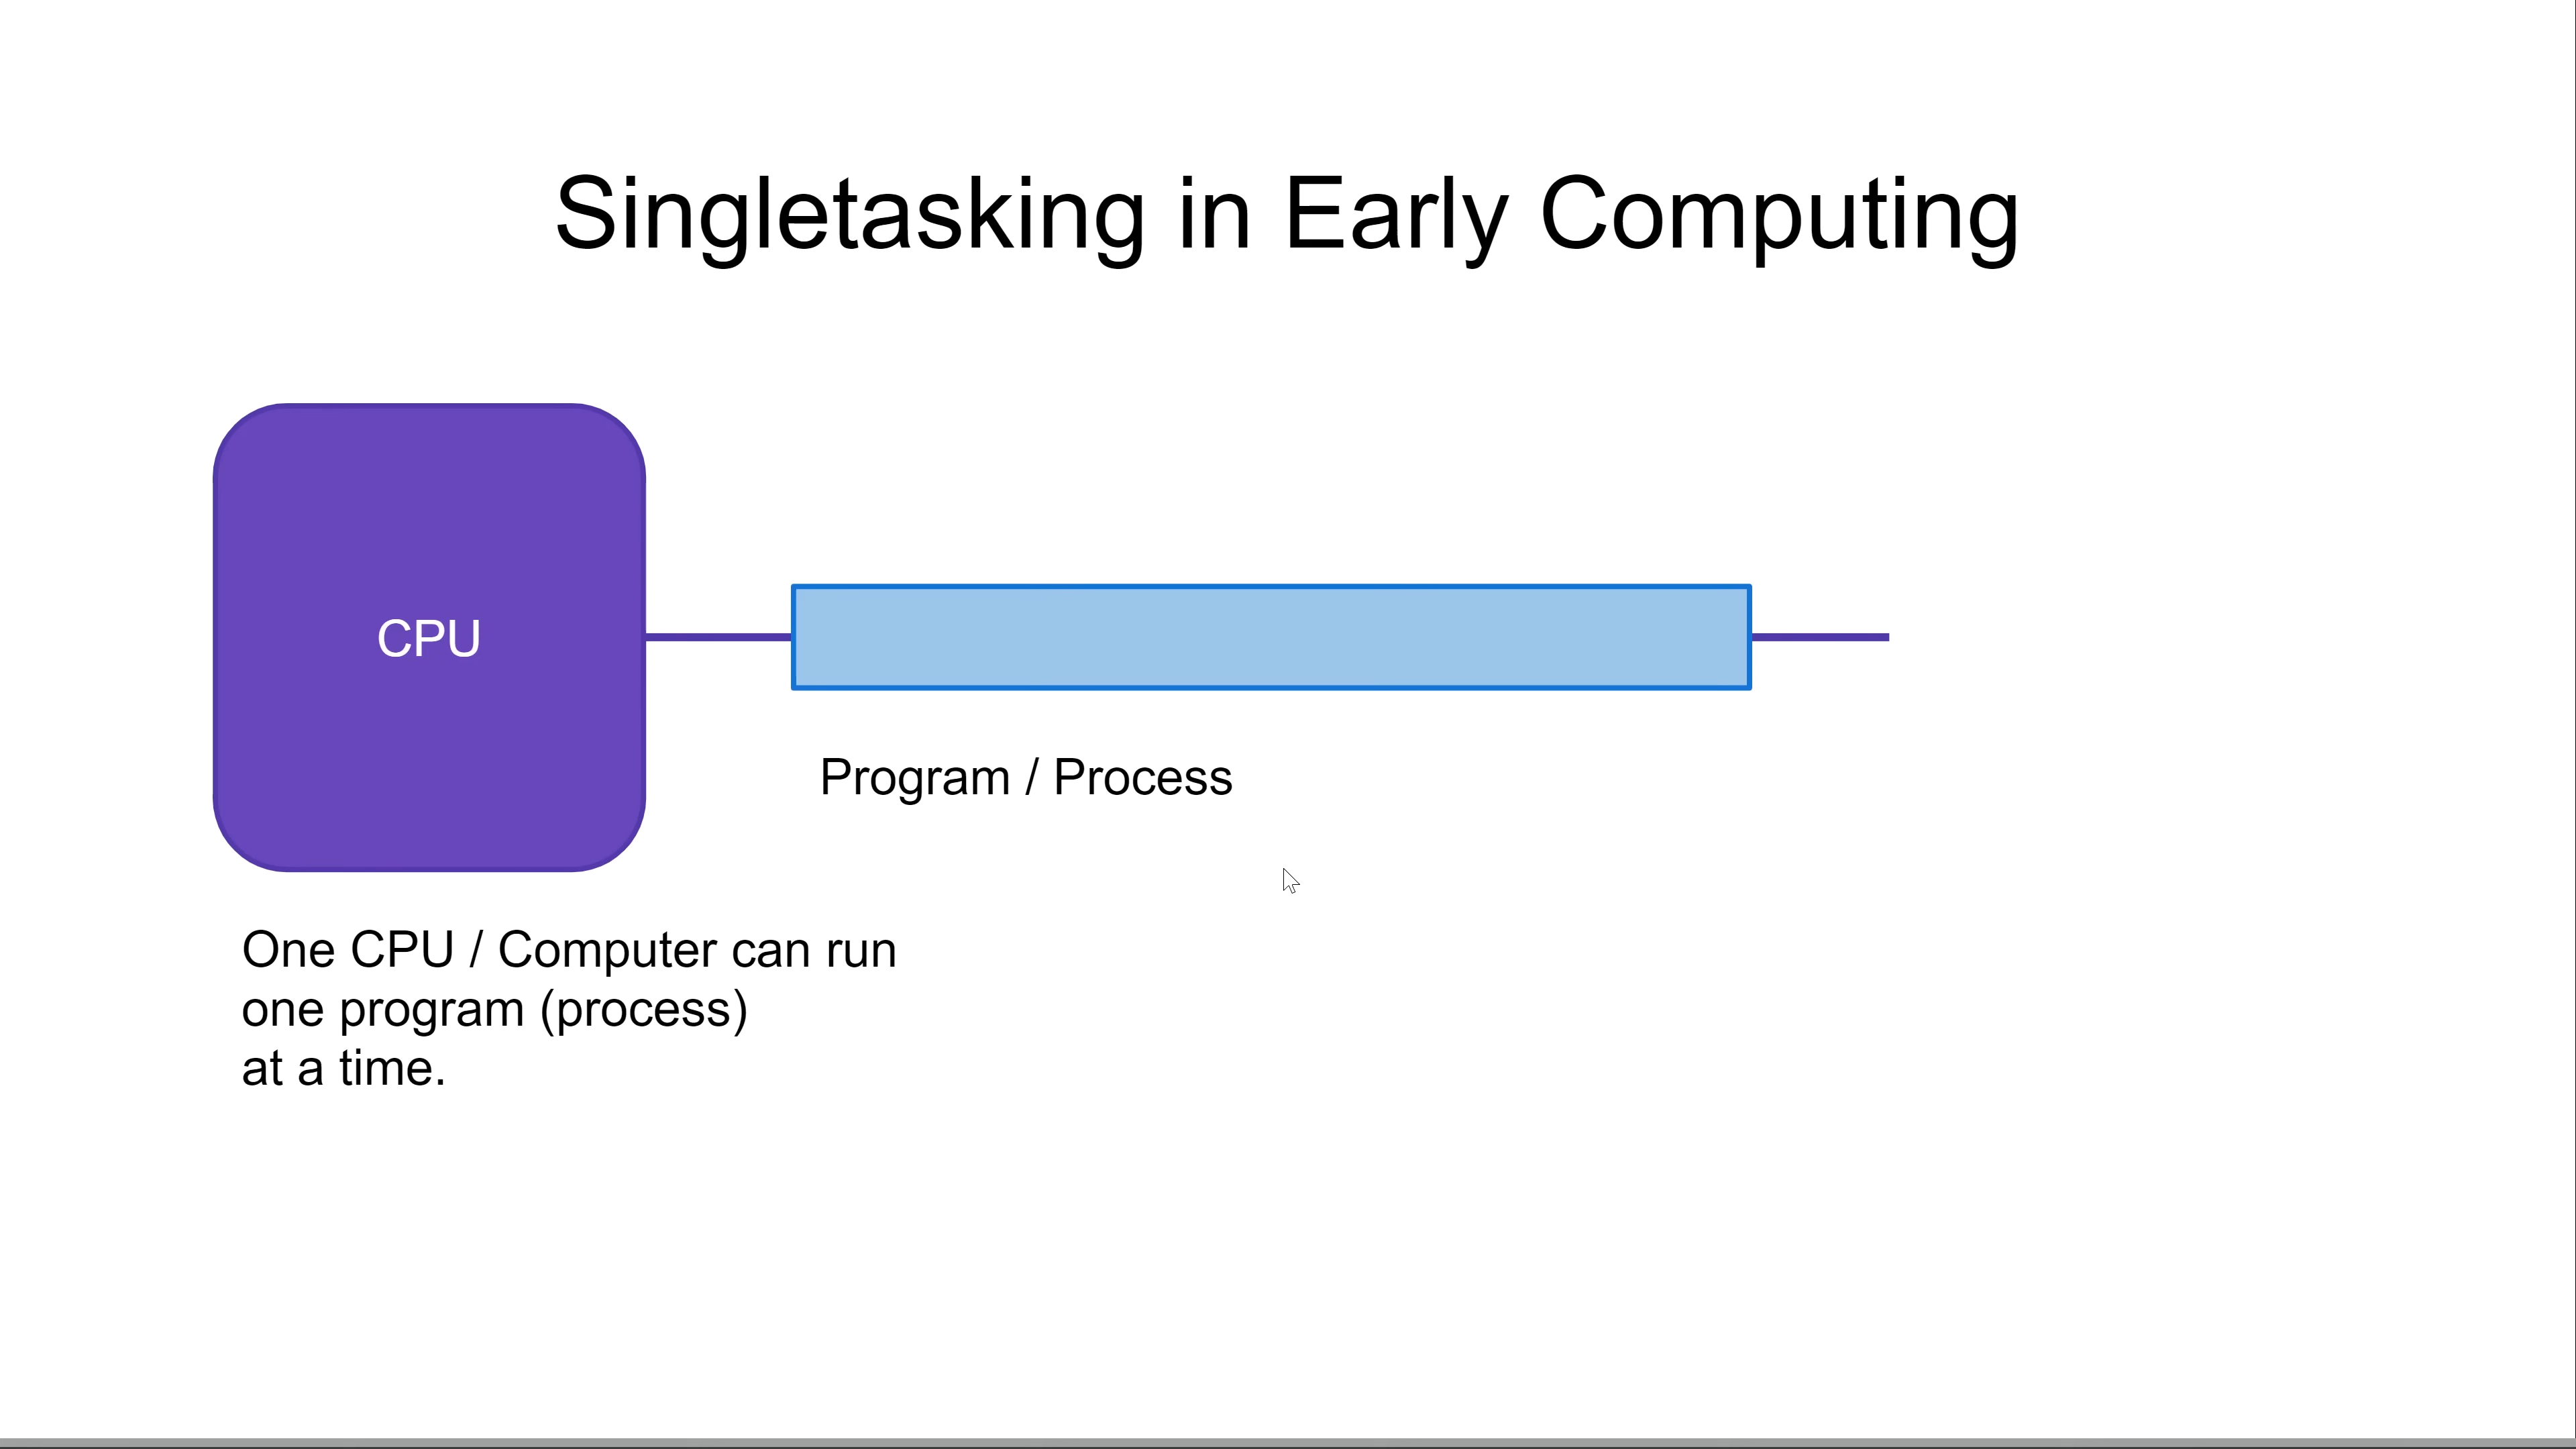 Singletasking in Early Computing
CPU
Program / Process
One CPU / Computer can run
one program (process)
at a time.